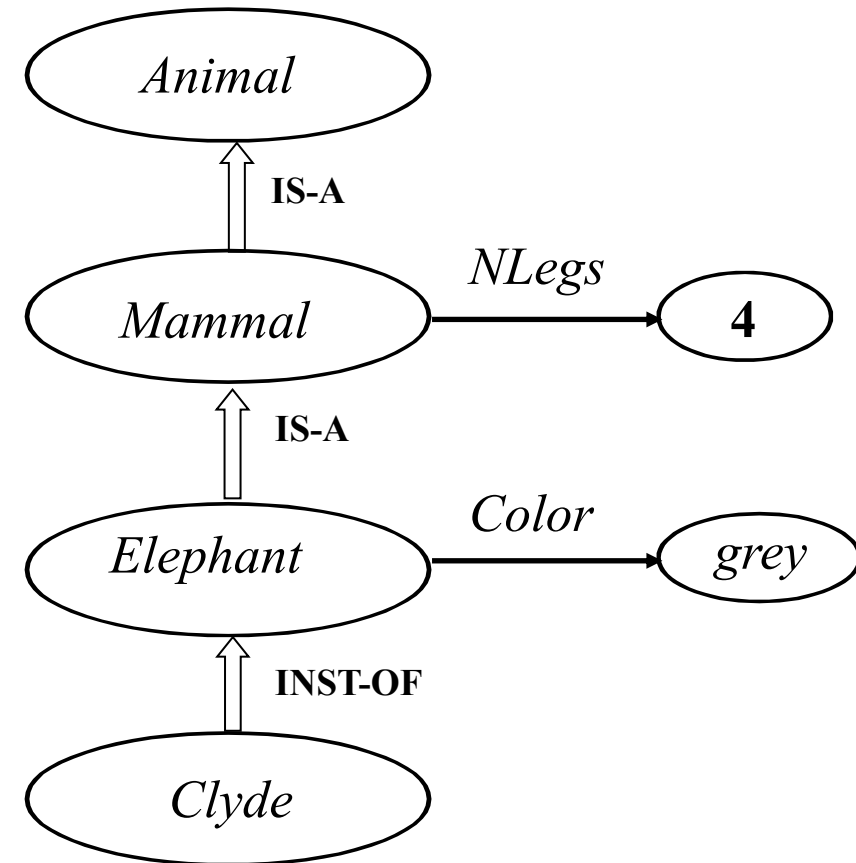 Animal
IS-A
NLegs
Mammal
4
IS-A
Color
Elephant
grey
INST-OF
Clyde